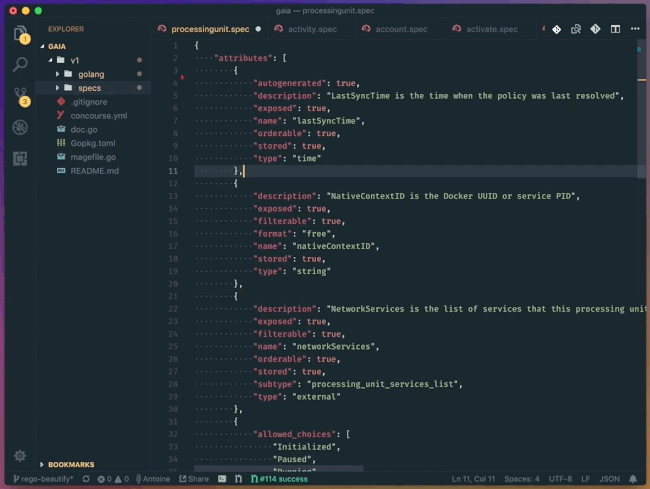 gaia — processingunit.spec
EXPLORER
processingunit.spec
activity.spec
account.spec
activate.spec
GAIA
v1
golang
specs
.gitignore
concourse.yml
doc.go
Gopkg.toml
magefile.go
README.md
1
3
BOOKMARKS
1 {
2 "attributes": [
3 {
4 "autogenerated": true,
5 "description": "LastSyncTime is the time when the policy was last resolved",
6 "exposed": true,
7 "name": "lastSyncTime",
8 "orderable": true,
9 "stored": true,
10 "type": "time"
11 },
12 {
13 "description": "NativeContextID is the Docker UUID or service PID",
14 "exposed": true,
15 "filterable": true,
16 "format": "free",
17 "name": "nativeContextID",
18 "stored": true,
19 "type": "string"
20 },
21 {
22 "description": "NetworkServices is the list of services that this processing unit
23 "exposed": true,
24 "filterable": true,
25 "name": "networkServices",
26 "orderable": true,
27 "stored": true,
28 "subtype": "processing_unit_services_list",
29 "type": "external"
30 },
31 {
32 "allowed_choices": [
33 "Initialized",
34 "Paused",
"Running"
rego-beautify* 0 0 Antoine Share #114 success Ln 11, Col 11 Spaces: 4 UTF-8 LF JSON